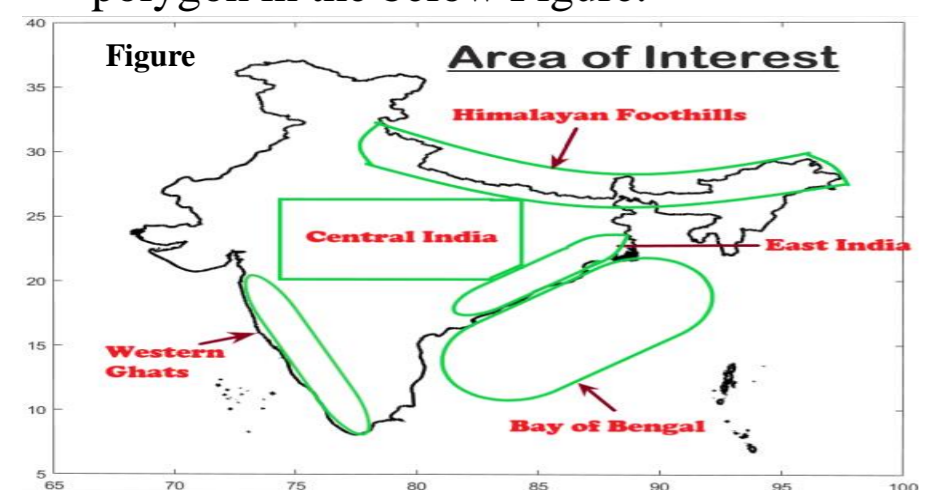 polygon in the below Figure.
Figure
Area of Interest
Himalayan Foothills
Central India
East India
Western
Ghats
Bay of Bengal
40
35
30
25
20
15
10
5
65 70 75 80 85 90 95 100